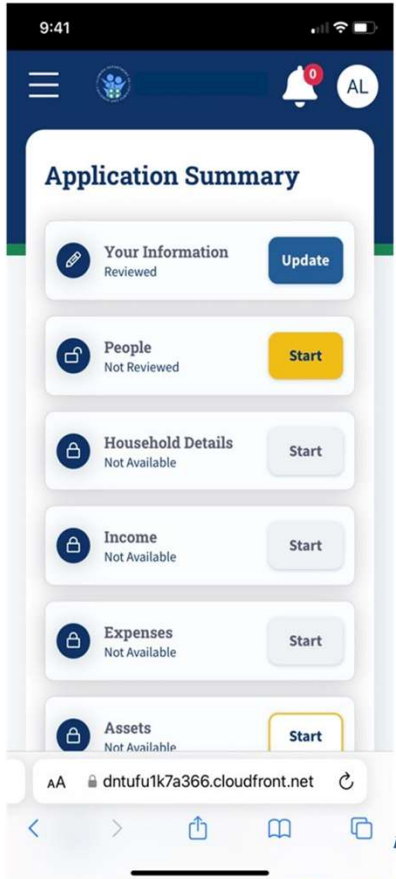 9:41
0
AL
Application Summary
Your Information
Reviewed
Update
People
Not Reviewed
Start
Household Details
Not Available
Start
Income
Not Available
Start
Expenses
Not Available
Start
Assets
Not Available
Start
AA dntufu1k7a366.cloudfront.net